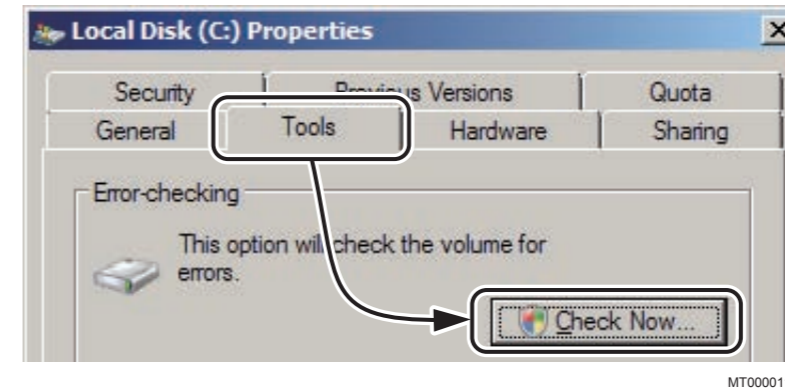 Local Disk (C:) Properties
Security Previous Versions Quota
General Tools Hardware Sharing
Error-checking
This option will check the volume for
errors.
Check Now...
MT00001